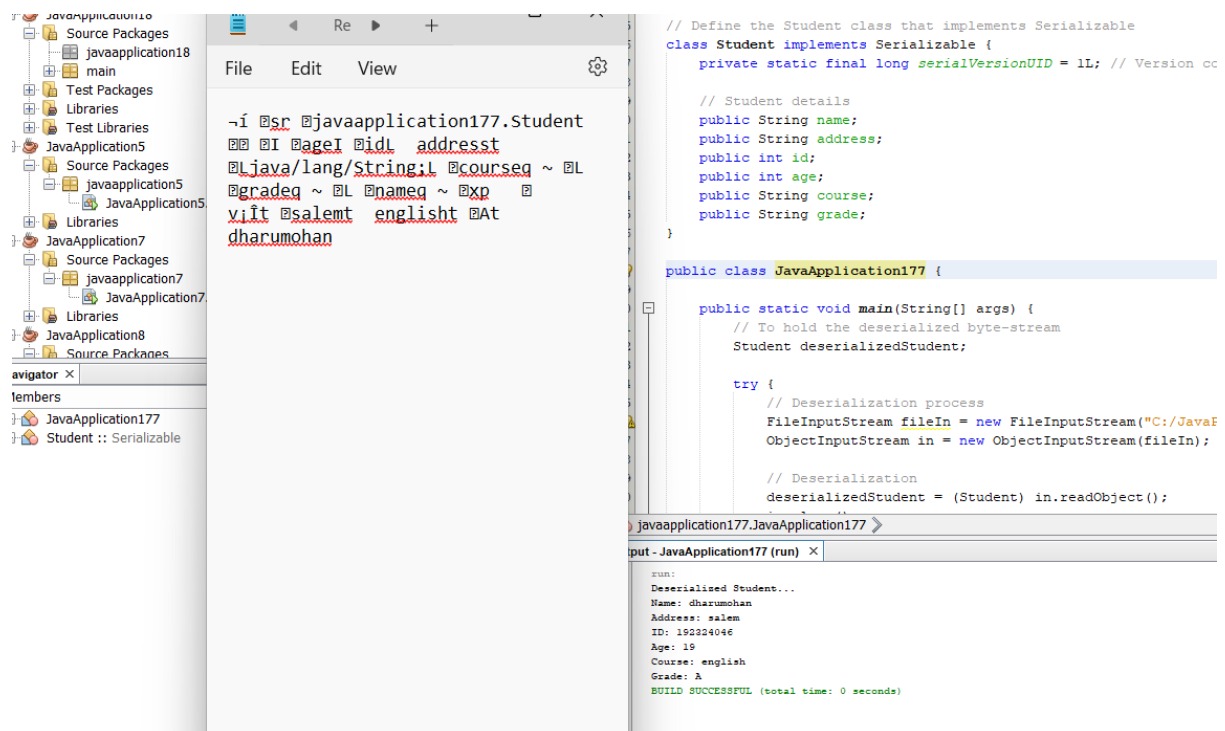 JavaApplication18
Source Packages
javaapplication18
main
Test Packages
Libraries
Test Libraries
JavaApplication5
Source Packages
javaapplication5
JavaApplication5.
Libraries
JavaApplication7
Source Packages
javaapplication7
JavaApplication7.
Libraries
JavaApplication8
Source Packages
avigator ×
Members
JavaApplication177
Student :: Serializable
Re
+
File Edit View
¬í sr javaapplication177.Student
I ageI idL addresst
Ljava/lang/String;L courseq ~ L
gradeq ~ L nameq ~ xp
v¡Ît salemt englisht At
dharumohan
// Define the Student class that implements Serializable
class Student implements Serializable {
private static final long serialVersionUID = 1L; // Version co
// Student details
public String name;
public String address;
public int id;
public int age;
public String course;
public String grade;
}
public class JavaApplication177 {
public static void main(String[] args) {
// To hold the deserialized byte-stream
Student deserializedStudent;
try {
// Deserialization process
FileInputStream fileIn = new FileInputStream("C:/JavaP
ObjectInputStream in = new ObjectInputStream(fileIn);
// Deserialization
deserializedStudent = (Student) in.readObject();
javaapplication177.JavaApplication177
tput - JavaApplication177 (run) ×
run:
Deserialized Student...
Name: dharumohan
Address: salem
ID: 192324046
Age: 19
Course: english
Grade: A
BUILD SUCCESSFUL (total time: 0 seconds)